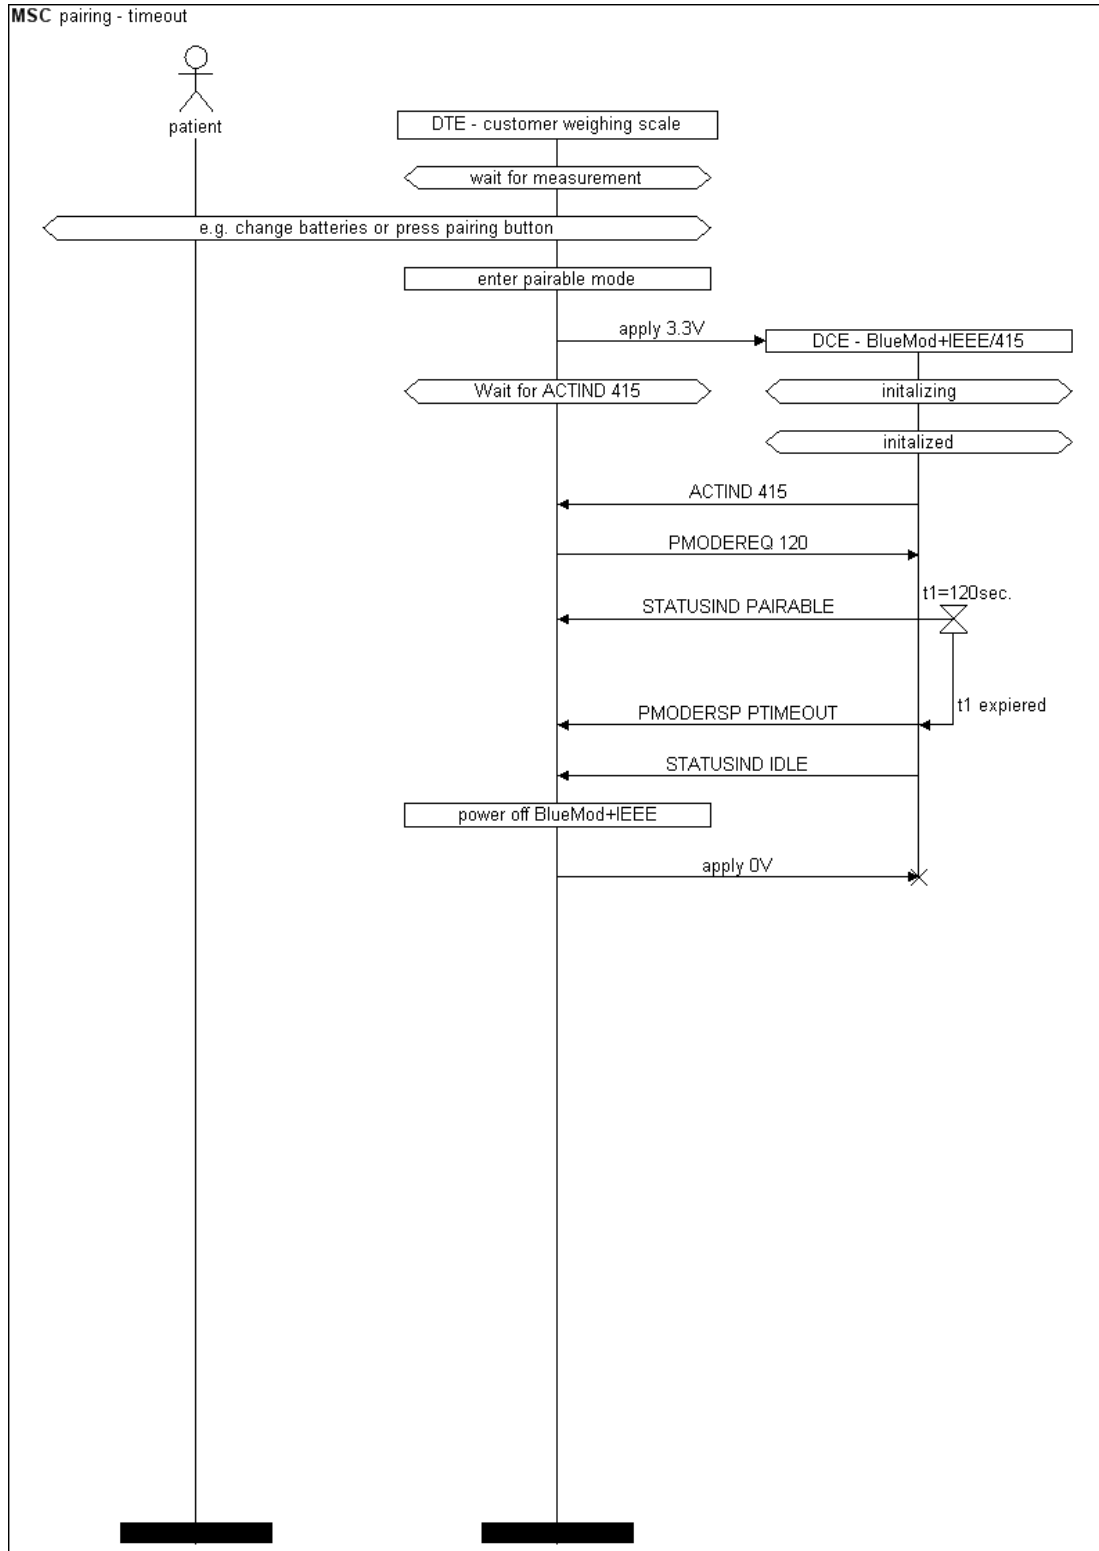 MSC pairing - timeout
patient
DTE - customer weighing scale
wait for measurement
e.g. change batteries or press pairing button
enter pairable mode
apply 3.3V
DCE - BlueMod+IEEE/415
Wait for ACTIND 415
initalizing
initalized
ACTIND 415
PMODEREQ 120
t1=120sec.
STATUSIND PAIRABLE
t1 expiered
PMODERSP PTIMEOUT
STATUSIND IDLE
power off BlueMod+IEEE
apply 0V